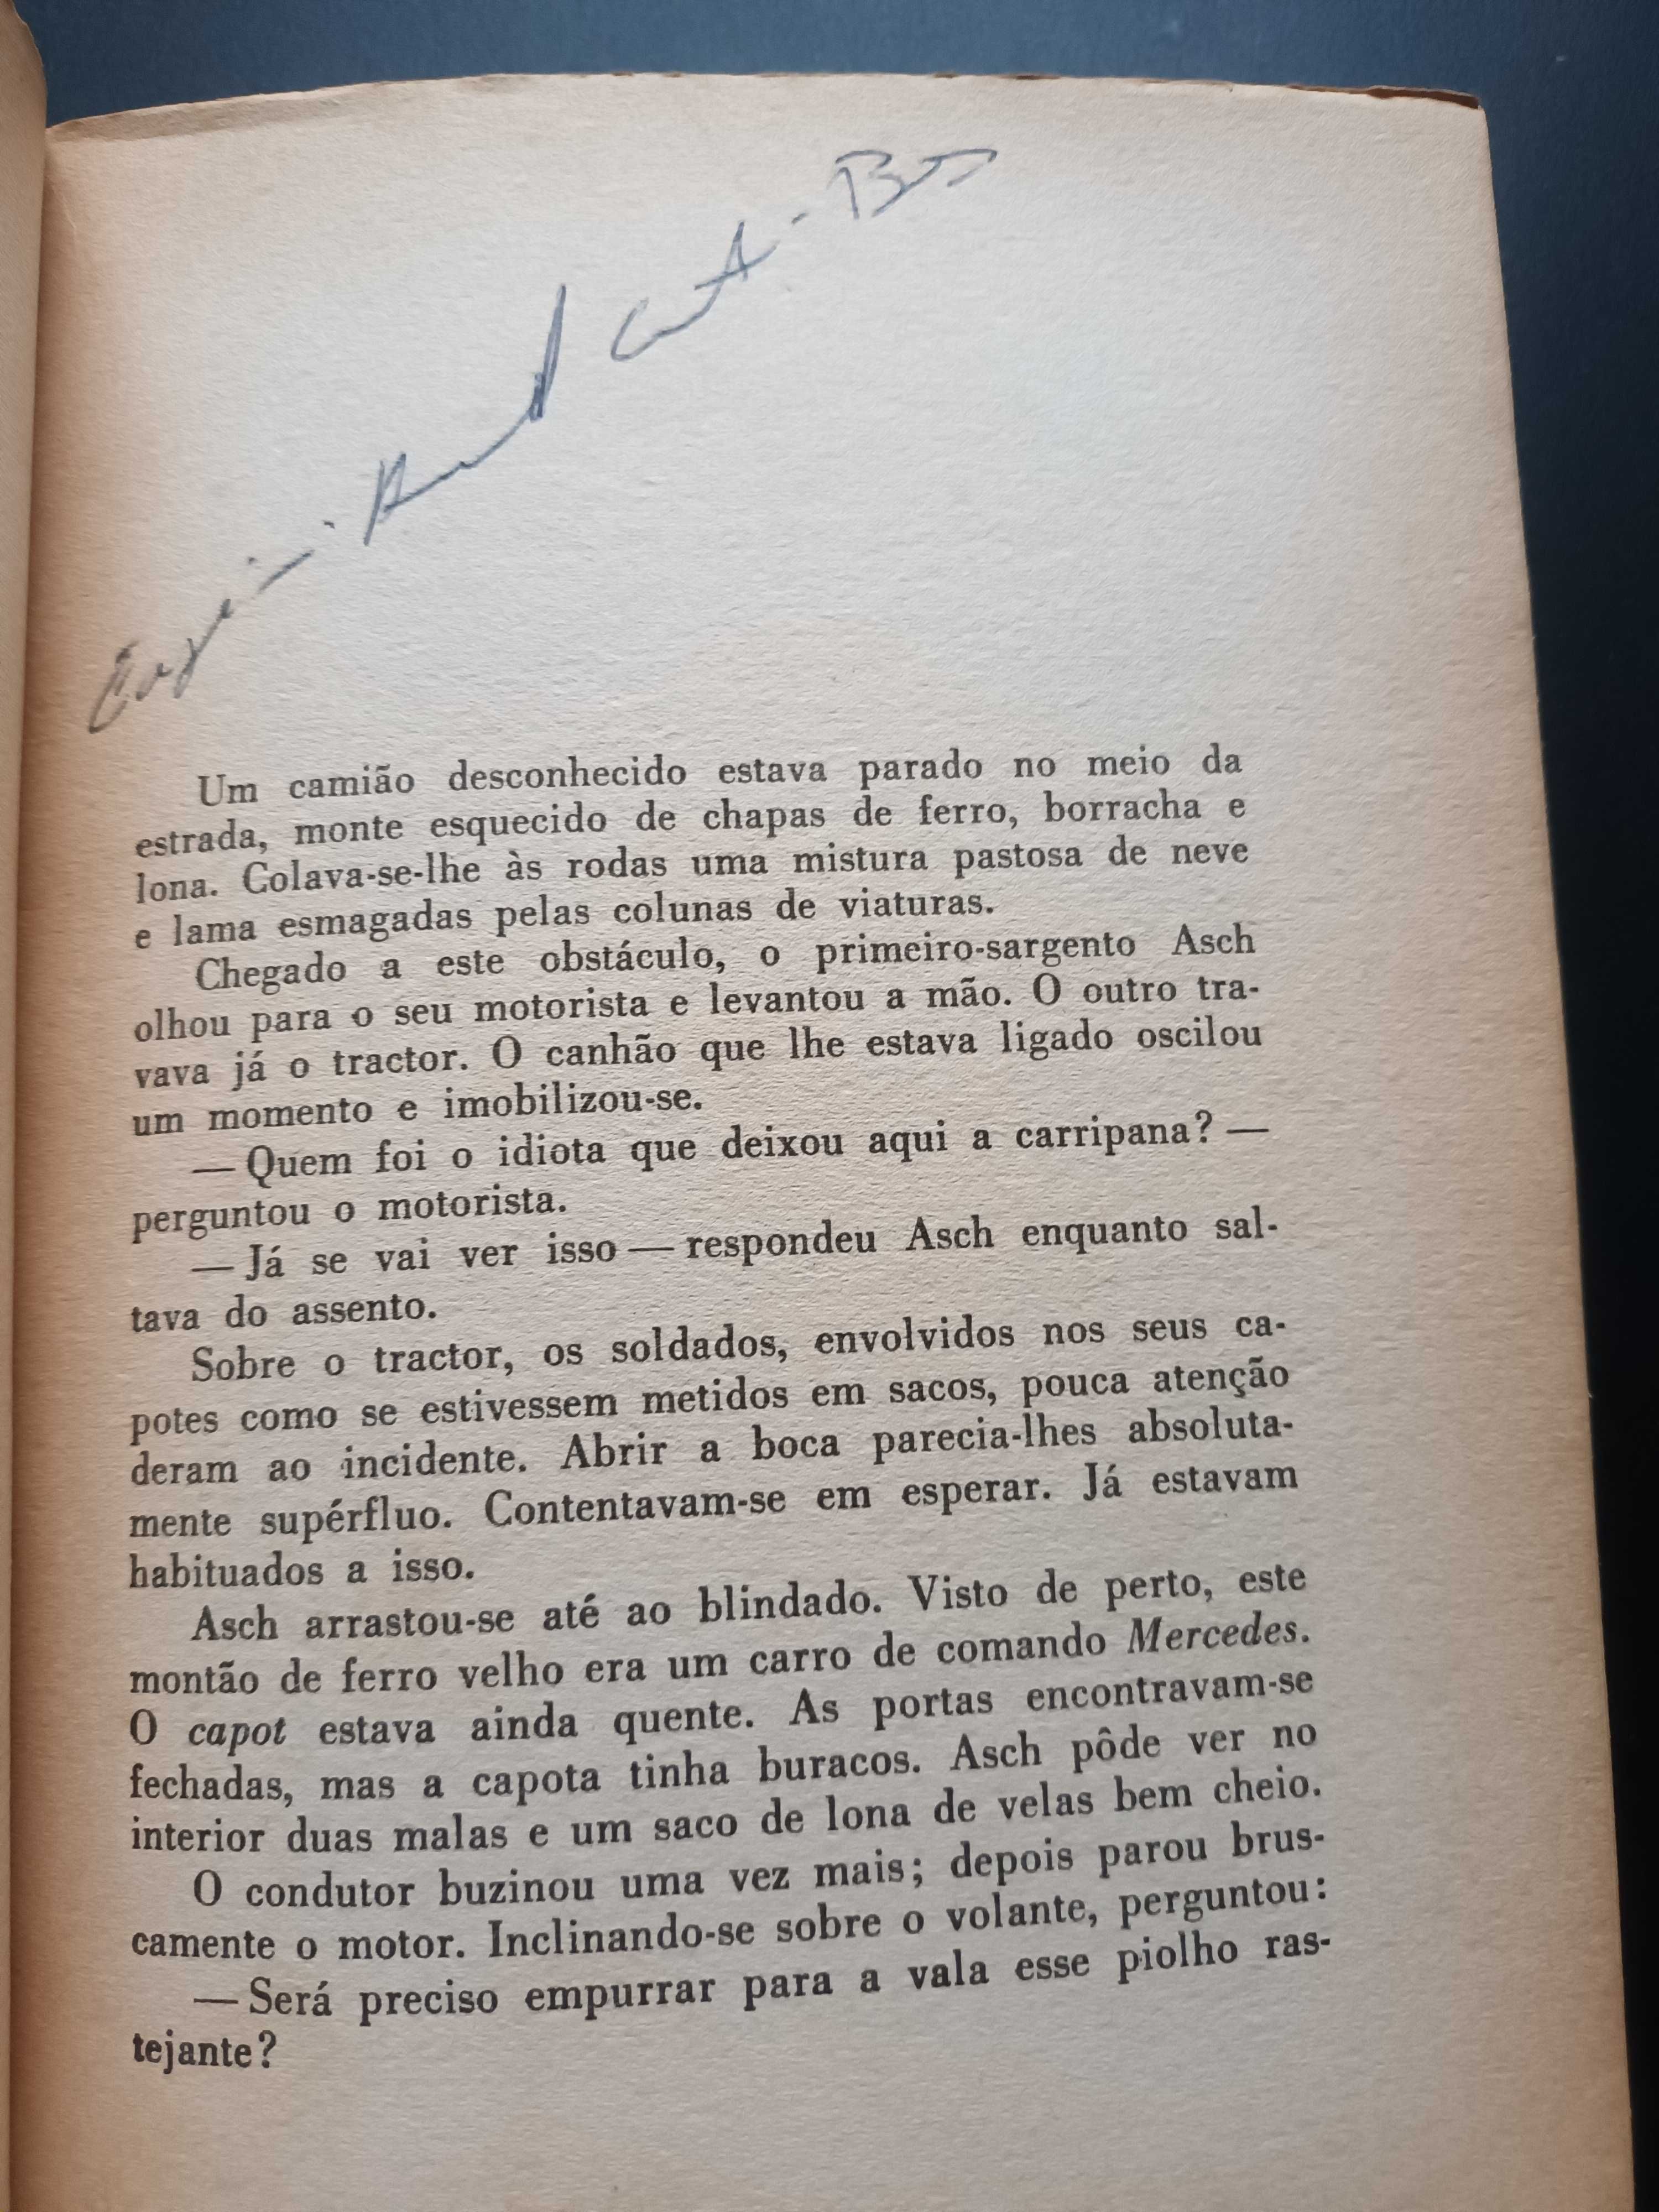 Um camião desconhecido estava parado no meio da
estrada, monte esquecido de chapas de ferro, borracha e
lona. Colava-se-lhe às rodas uma mistura pastosa de neve
e lama esmagadas pelas colunas de viaturas.
Chegado a este obstáculo, o primeiro-sargento Asch
olhou para o seu motorista e levantou a mão. O outro tra-
vava já o tractor. O canhão que lhe estava ligado oscilou
um momento e imobilizou-se.
— Quem foi o idiota que deixou aqui a carripana? —
perguntou o motorista.
— Já se vai ver isso — respondeu Asch enquanto sal-
tava do assento.
Sobre o tractor, os soldados, envolvidos nos seus ca-
potes como se estivessem metidos em sacos, pouca atenção
deram ao incidente. Abrir a boca parecia-lhes absoluta-
mente supérfluo. Contentavam-se em esperar. Já estavam
habituados a isso.
Asch arrastou-se até ao blindado. Visto de perto, este
montão de ferro velho era um carro de comando Mercedes.
O capot estava ainda quente. As portas encontravam-se
fechadas, mas a capota tinha buracos. Asch pôde ver no
interior duas malas e um saco de lona de velas bem cheio.
O condutor buzinou uma vez mais; depois parou brus-
camente o motor. Inclinando-se sobre o volante, perguntou:
— Será preciso empurrar para a vala esse piolho ras-
tejante?